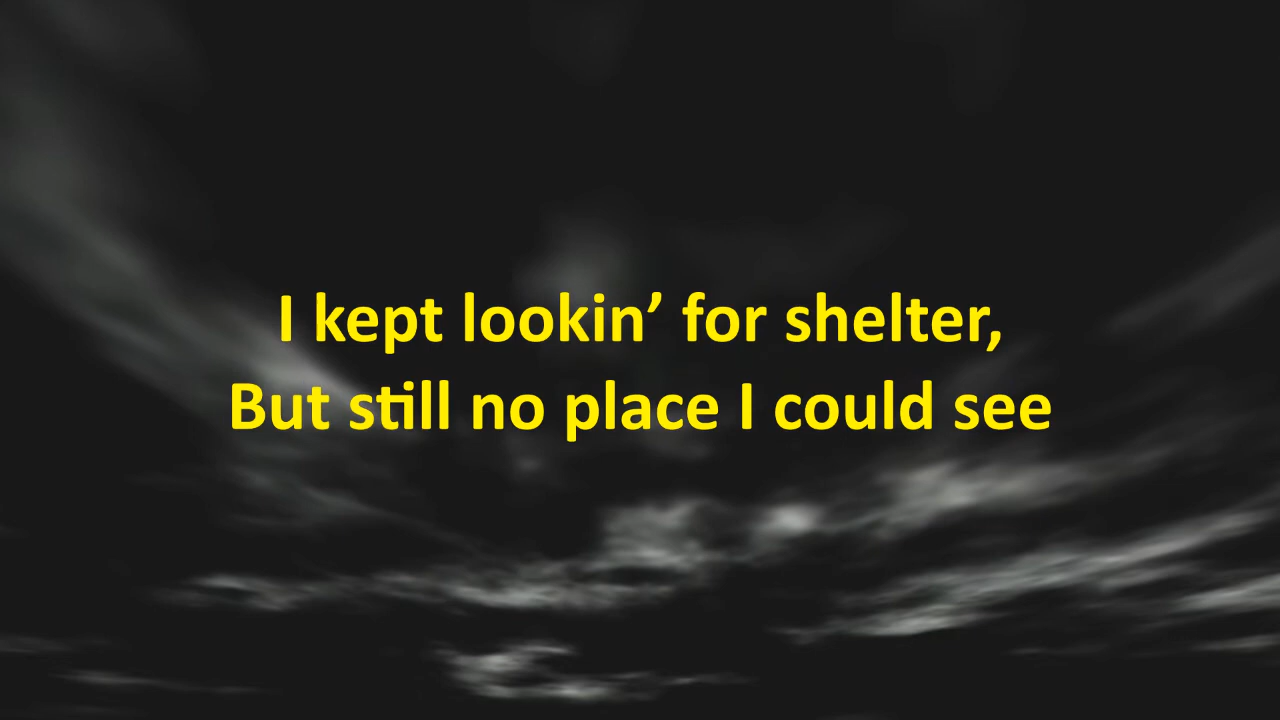 I kept lookin’ for shelter,
But still no place I could see